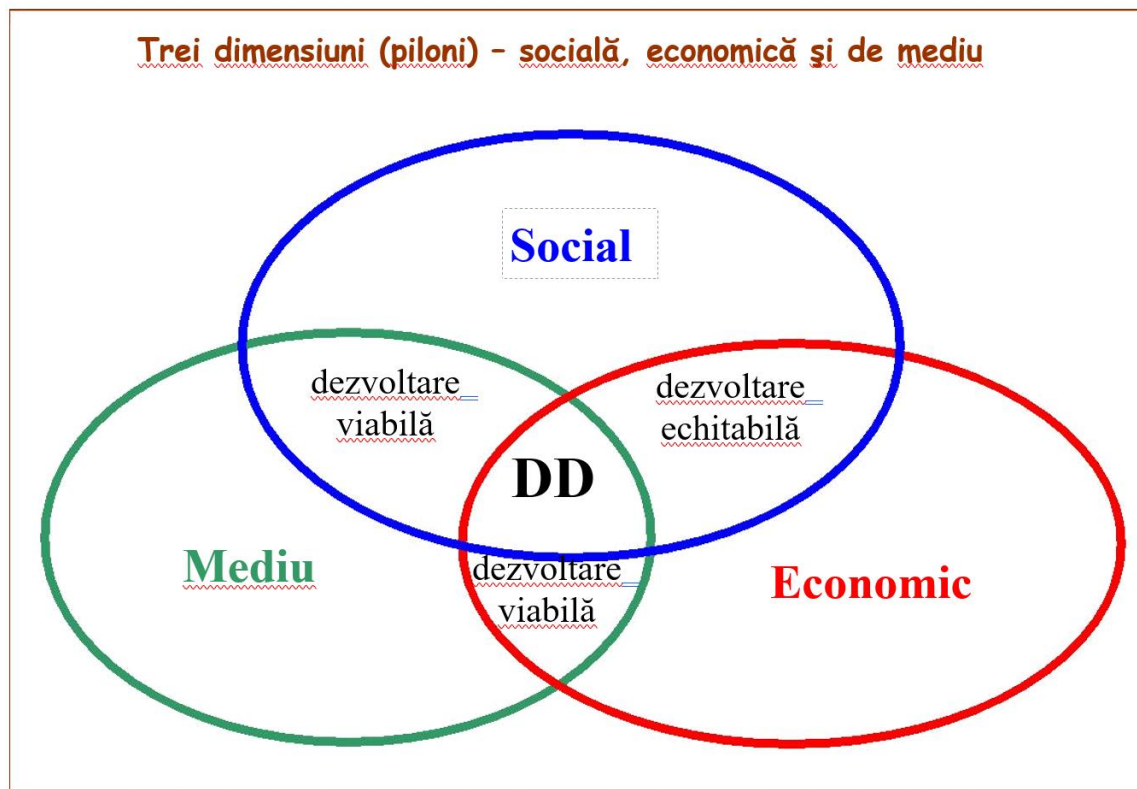 Trei dimensiuni (piloni) – socială, economică şi de mediu
Social
dezvoltare
viabilă
dezvoltare
echitabilă
DD
Mediu
dezvoltare
viabilă
Economic